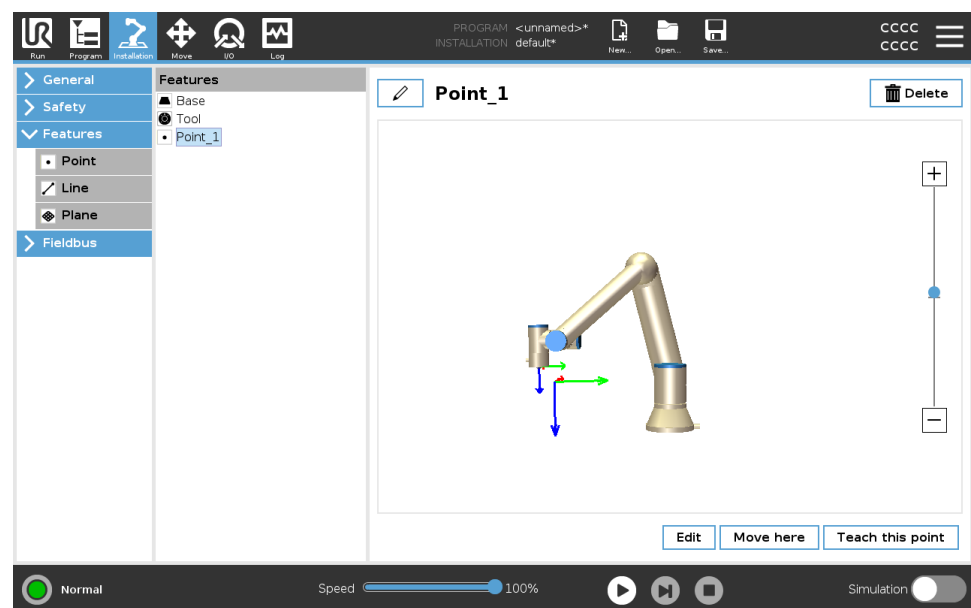 UR
Run
Program
Installation
Move
I/O
Log
PROGRAM <unnamed>*
INSTALLATION default*
New...
Open...
Save...
CCCC
CCCC
General
Safety
Features
Point
Line
Plane
Fieldbus
Features
Base
Tool
Point_1
Point_1
Delete
+
−
Edit
Move here
Teach this point
Normal
Speed
100%
Simulation